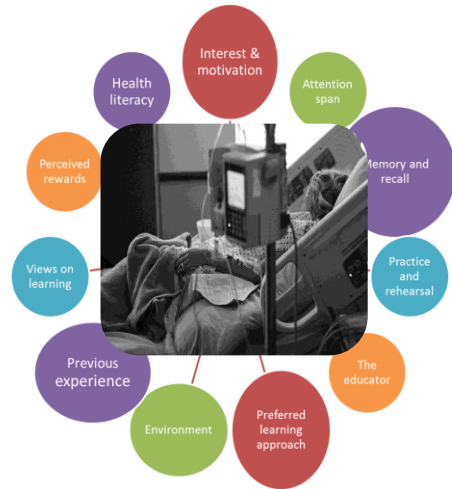 Interest &
motivation
Attention
span
Memory and
recall
Practice
and
rehearsal
The
educator
Preferred
learning
approach
Environment
Previous
experience
Views on
learning
Perceived
rewards
Health
literacy